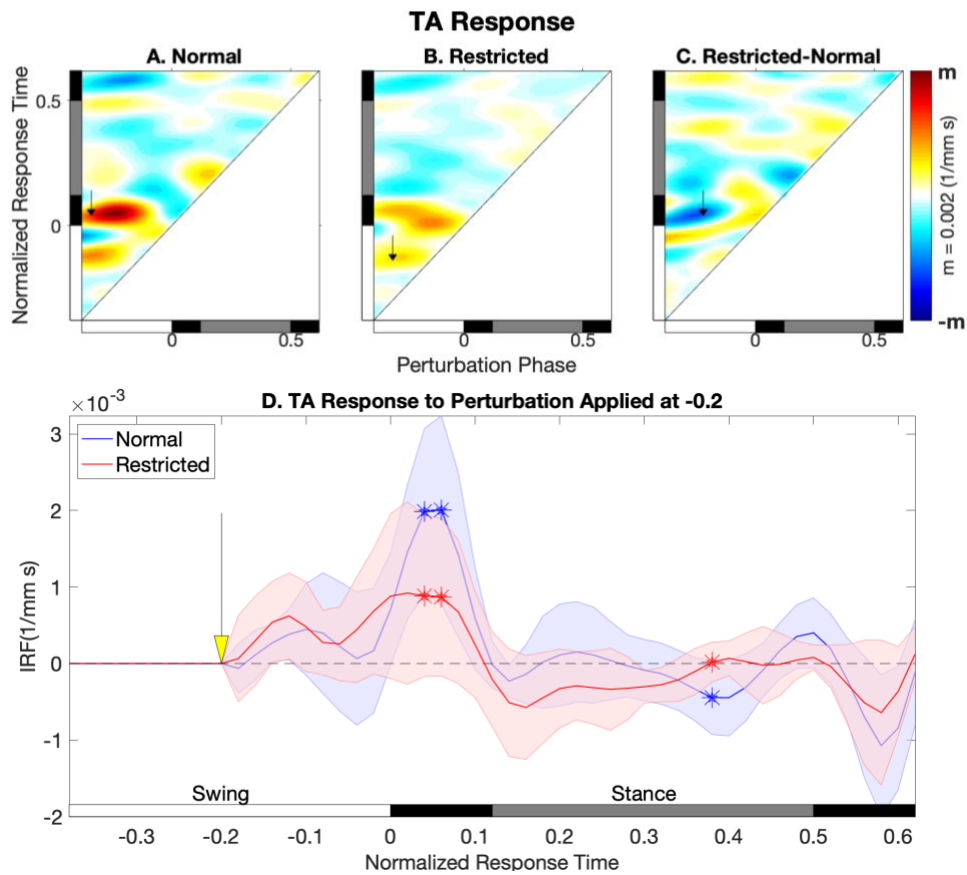 TA Response
A. Normal
B. Restricted
C. Restricted-Normal
Normalized Response Time
0.5
0
0
0.5
0
0.5
0
0.5
Perturbation Phase
m
m = 0.002 (1/mm s)
-m
D. TA Response to Perturbation Applied at -0.2
×10⁻³
Normal
Restricted
IRF(1/mm s)
3
2
1
0
-1
-2
Swing
Stance
-0.3
-0.2
-0.1
0
0.1
0.2
0.3
0.4
0.5
0.6
Normalized Response Time